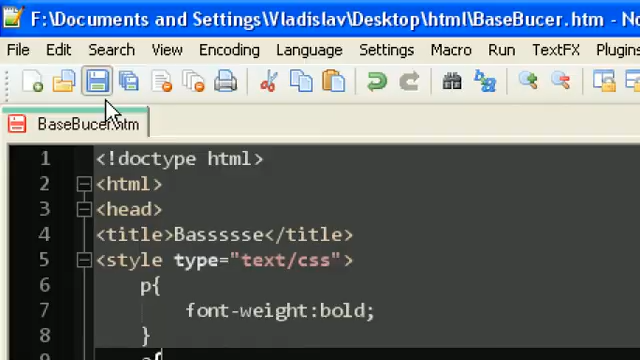 F:\Documents and Settings\Vladislav\Desktop\html\BaseBucer.htm - No
File Edit Search View Encoding Language Settings Macro Run TextFX Plugins
BaseBucer.htm
1 <!doctype html>
2 <html>
3 <head>
4 <title>Bassssse</title>
5 <style type="text/css">
6 p{
7 font-weight:bold;
8 }
9